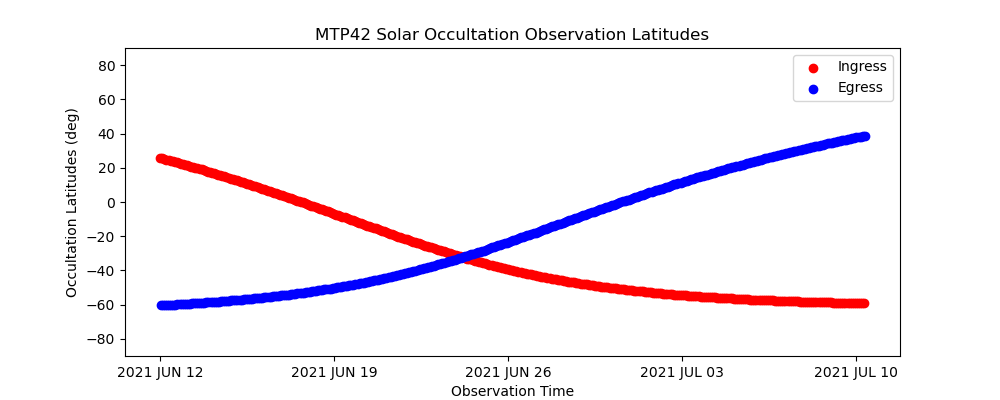 MTP42 Solar Occultation Observation Latitudes
Ingress
Egress
Occultation Latitudes (deg)
80
60
40
20
0
−20
−40
−60
−80
2021 JUN 12
2021 JUN 19
2021 JUN 26
2021 JUL 03
2021 JUL 10
Observation Time